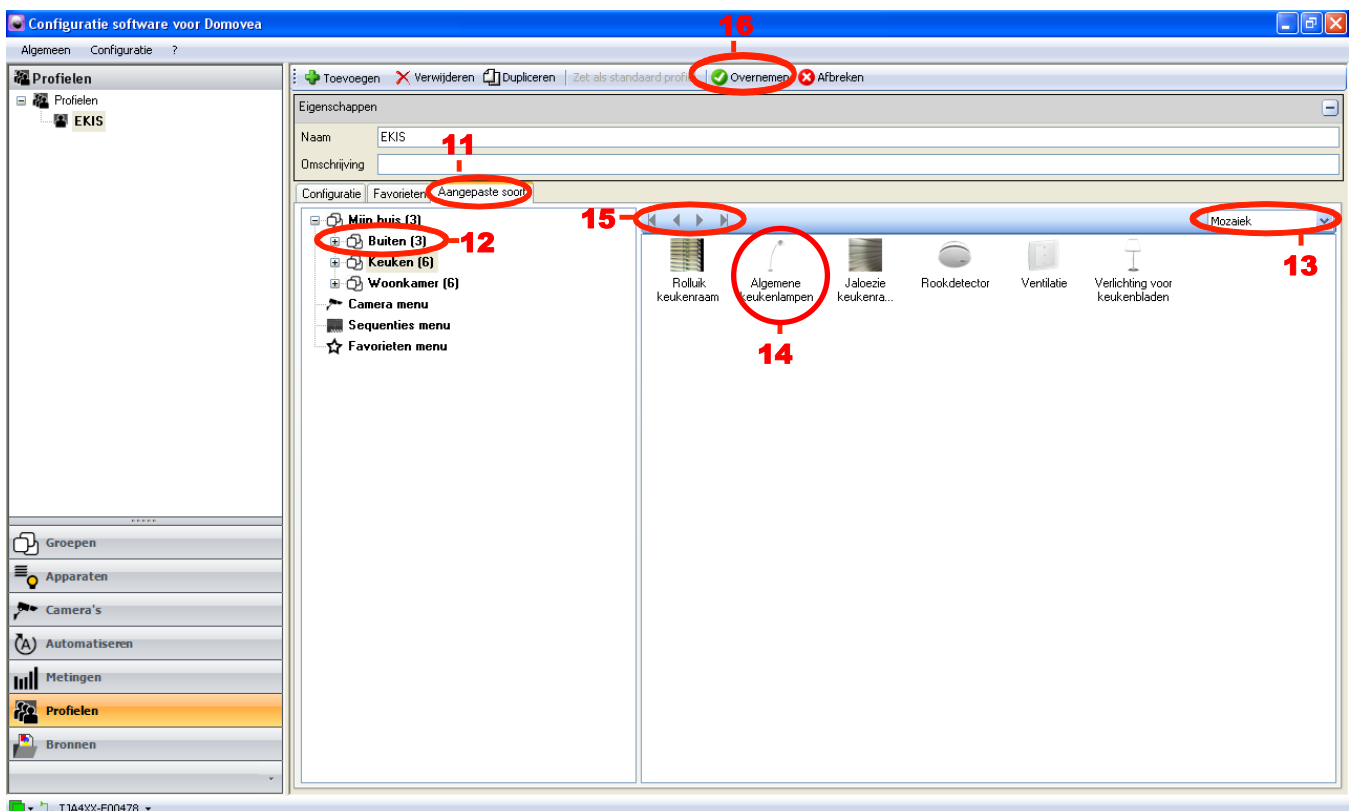 Configuratie software voor Domovea
16
Algemeen Configuratie ?
Profielen
Toevoegen Verwijderen Dupliceren Zet als standaard profiel Overnemen Afbreken
Profielen
EKIS
Eigenschappen
Naam EKIS
11
Omschrijving
Configuratie Favorieten Aangepaste soort
Mijn huis (3)
15
Mozaiek
Buiten (3)
12
13
Keuken (6)
Woonkamer (6)
Camera menu
Sequenties menu
Favorieten menu
Rolluik keukenraam
Algemene keukenlampen
Jaloezie keukenra...
Rookdetector
Ventilatie
Verlichting voor keukenbladen
14
Groepen
Apparaten
Camera's
Automatiseren
Metingen
Profielen
Bronnen
TJA4XX-E00478